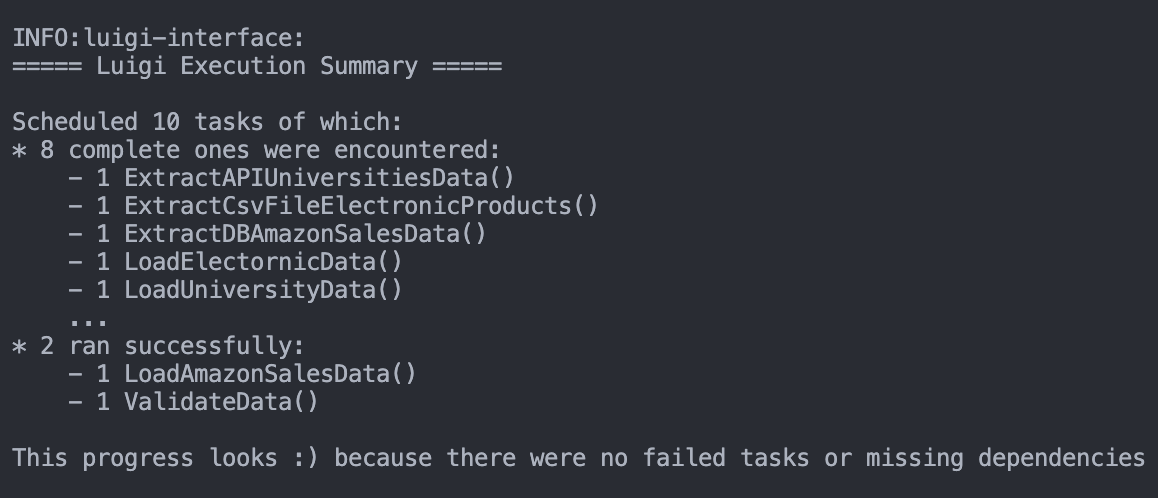 INFO:luigi-interface:
===== Luigi Execution Summary =====
Scheduled 10 tasks of which:
* 8 complete ones were encountered:
    - 1 ExtractAPIUniversitiesData()
    - 1 ExtractCsvFileElectronicProducts()
    - 1 ExtractDBAmazonSalesData()
    - 1 LoadElectornicData()
    - 1 LoadUniversityData()
    ...
* 2 ran successfully:
    - 1 LoadAmazonSalesData()
    - 1 ValidateData()
This progress looks :) because there were no failed tasks or missing dependencies